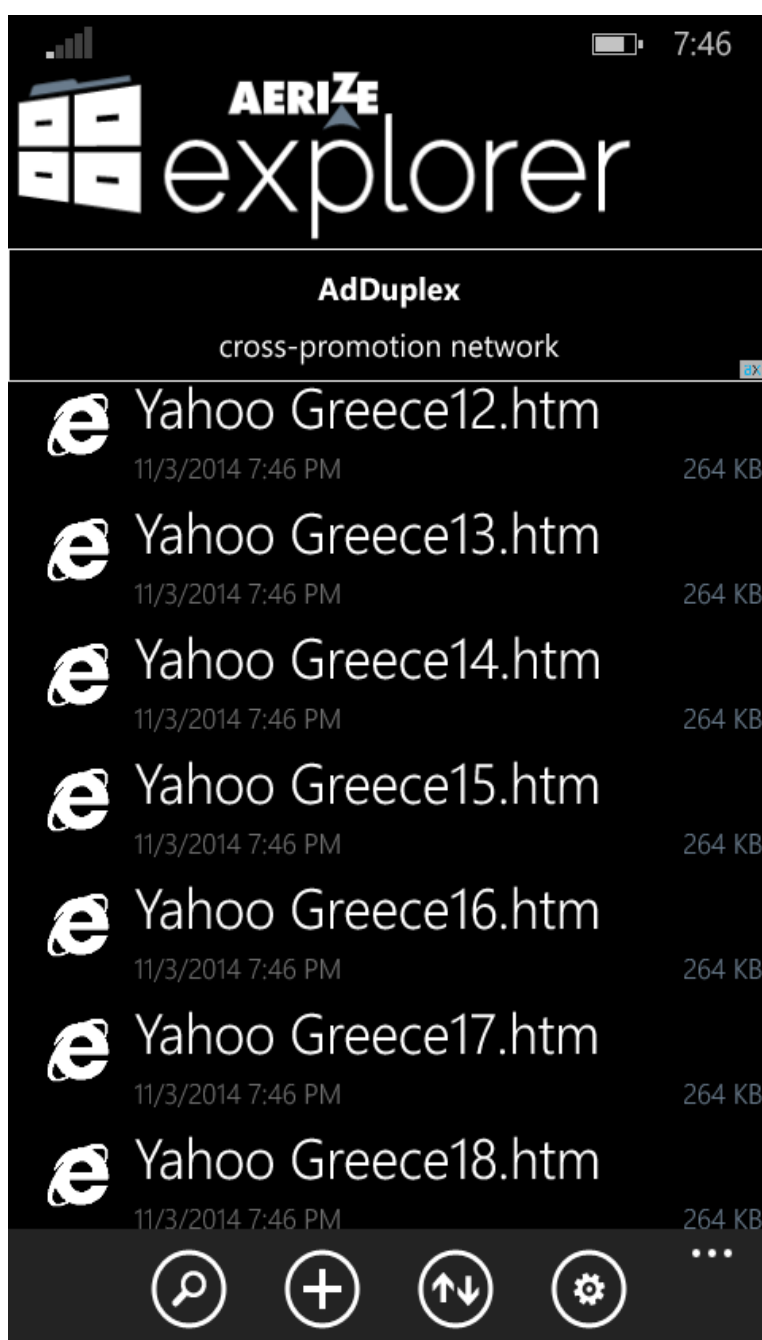 7:46
AERIZE
explorer
AdDuplex
cross-promotion network
ax
Yahoo Greece12.htm
11/3/2014 7:46 PM 264 KB
Yahoo Greece13.htm
11/3/2014 7:46 PM 264 KB
Yahoo Greece14.htm
11/3/2014 7:46 PM 264 KB
Yahoo Greece15.htm
11/3/2014 7:46 PM 264 KB
Yahoo Greece16.htm
11/3/2014 7:46 PM 264 KB
Yahoo Greece17.htm
11/3/2014 7:46 PM 264 KB
Yahoo Greece18.htm
11/3/2014 7:46 PM 264 KB